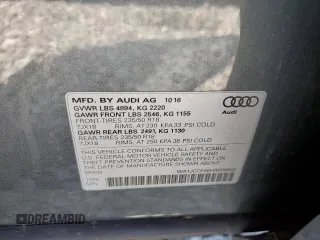 MFD. BY AUDI AG 10 16
GVWR LBS 4894, KG 2220
GAWR FRONT LBS 2546, KG 1155
FRONT-TIRES 235/50 R18
7JX18 RIMS, AT 230 KPA 33 PSI COLD
GAWR REAR LBS 2491, KG 1130
REAR-TIRES 235/50 R18
7JX18 RIMS, AT 250 KPA 36 PSI COLD
THIS VEHICLE CONFORMS TO ALL APPLICABLE
U.S. FEDERAL MOTOR VEHICLE SAFETY, BUMPER AND
THEFT PREVENTION STANDARDS IN EFFECT ON THE
DATE OF MANUFACTURE SHOWN ABOVE.
Audi
DREAMBID